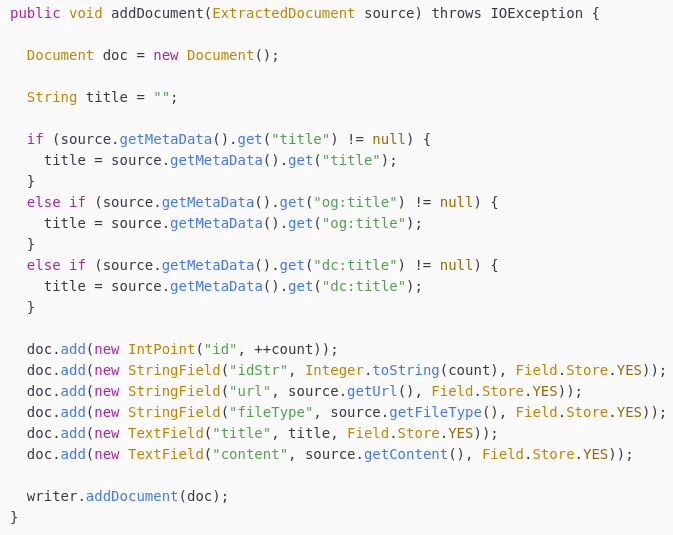 public void addDocument(ExtractedDocument source) throws IOException {
Document doc = new Document();
String title = "";
if (source.getMetaData().get("title") != null) {
title = source.getMetaData().get("title");
}
else if (source.getMetaData().get("og:title") != null) {
title = source.getMetaData().get("og:title");
}
else if (source.getMetaData().get("dc:title") != null) {
title = source.getMetaData().get("dc:title");
}
doc.add(new IntPoint("id", ++count));
doc.add(new StringField("idStr", Integer.toString(count), Field.Store.YES));
doc.add(new StringField("url", source.getUrl(), Field.Store.YES));
doc.add(new StringField("fileType", source.getFileType(), Field.Store.YES));
doc.add(new TextField("title", title, Field.Store.YES));
doc.add(new TextField("content", source.getContent(), Field.Store.YES));
writer.addDocument(doc);
}